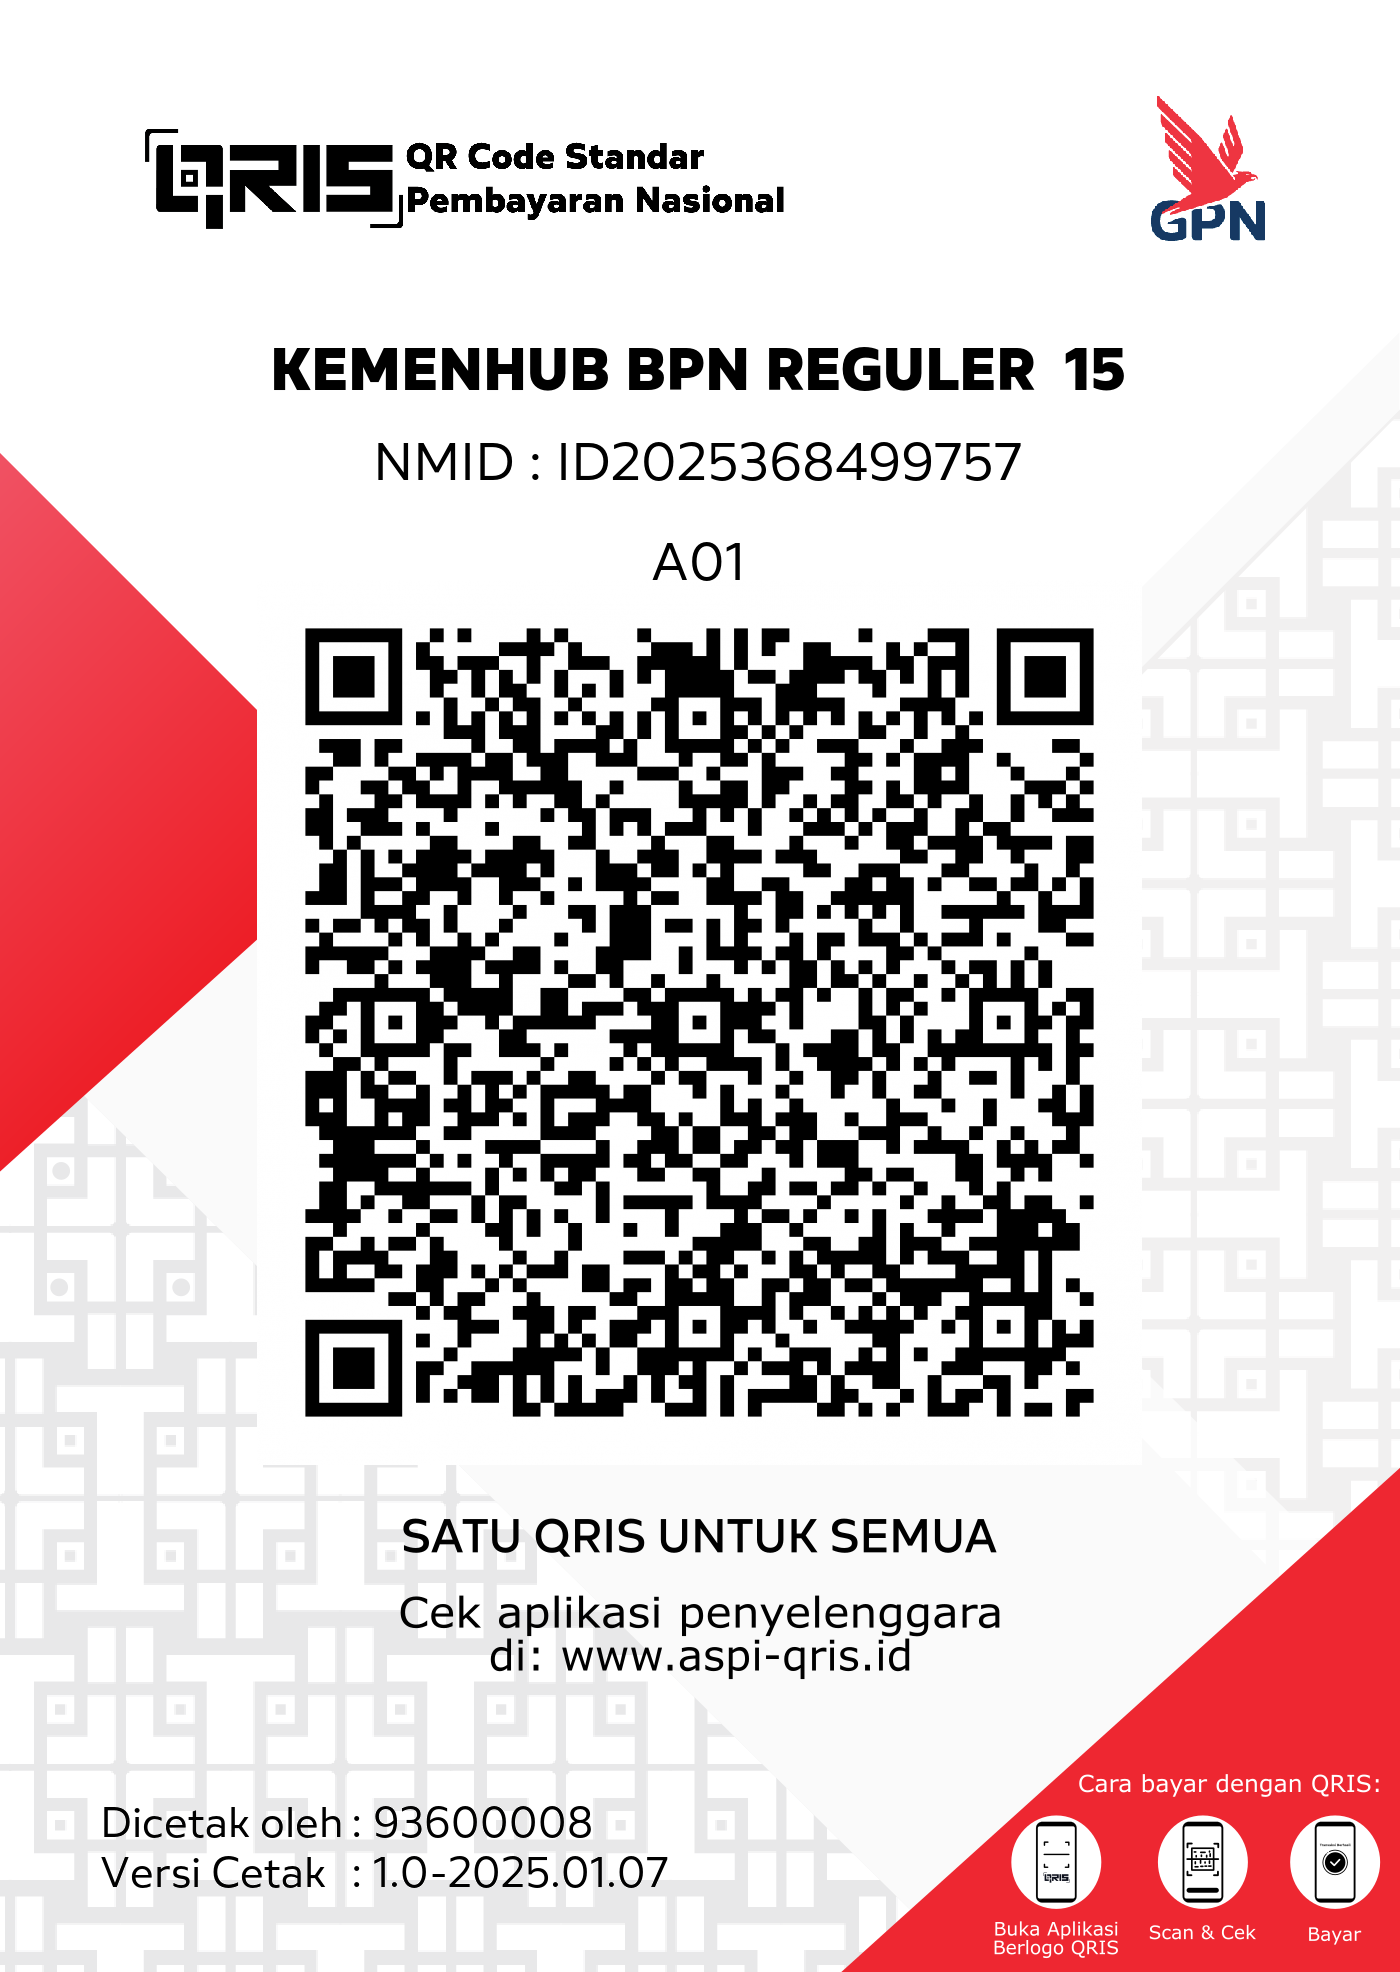 QRIS QR Code Standar
Pembayaran Nasional
GPN
KEMENHUB BPN REGULER  15
NMID : ID2025368499757
A01
SATU QRIS UNTUK SEMUA
Cek aplikasi penyelenggara
di: www.aspi-qris.id
Dicetak oleh : 93600008
Versi Cetak : 1.0-2025.01.07
Cara bayar dengan QRIS:
QRIS
Buka Aplikasi
Berlogo QRIS
Scan & Cek
Bayar